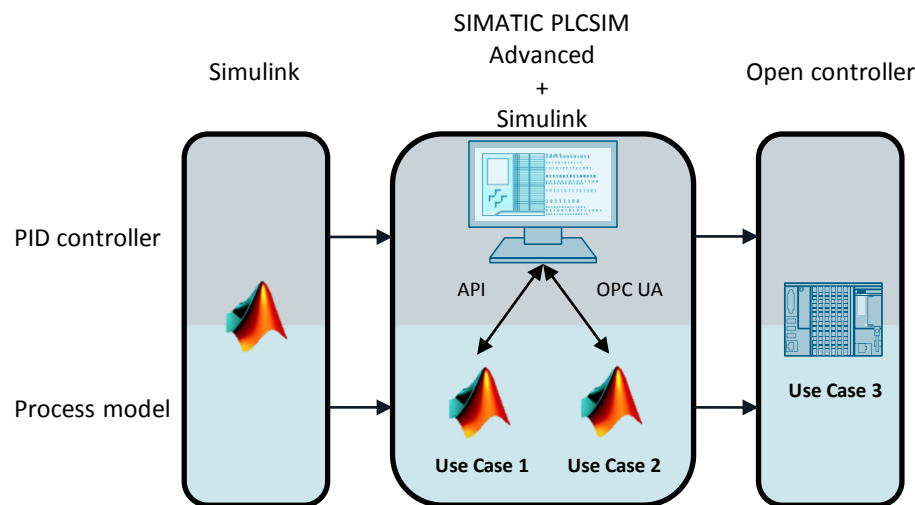 Simulink
SIMATIC PLCSIM
Advanced
+
Simulink
Open controller
PID controller
API
OPC UA
Process model
Use Case 1
Use Case 2
Use Case 3